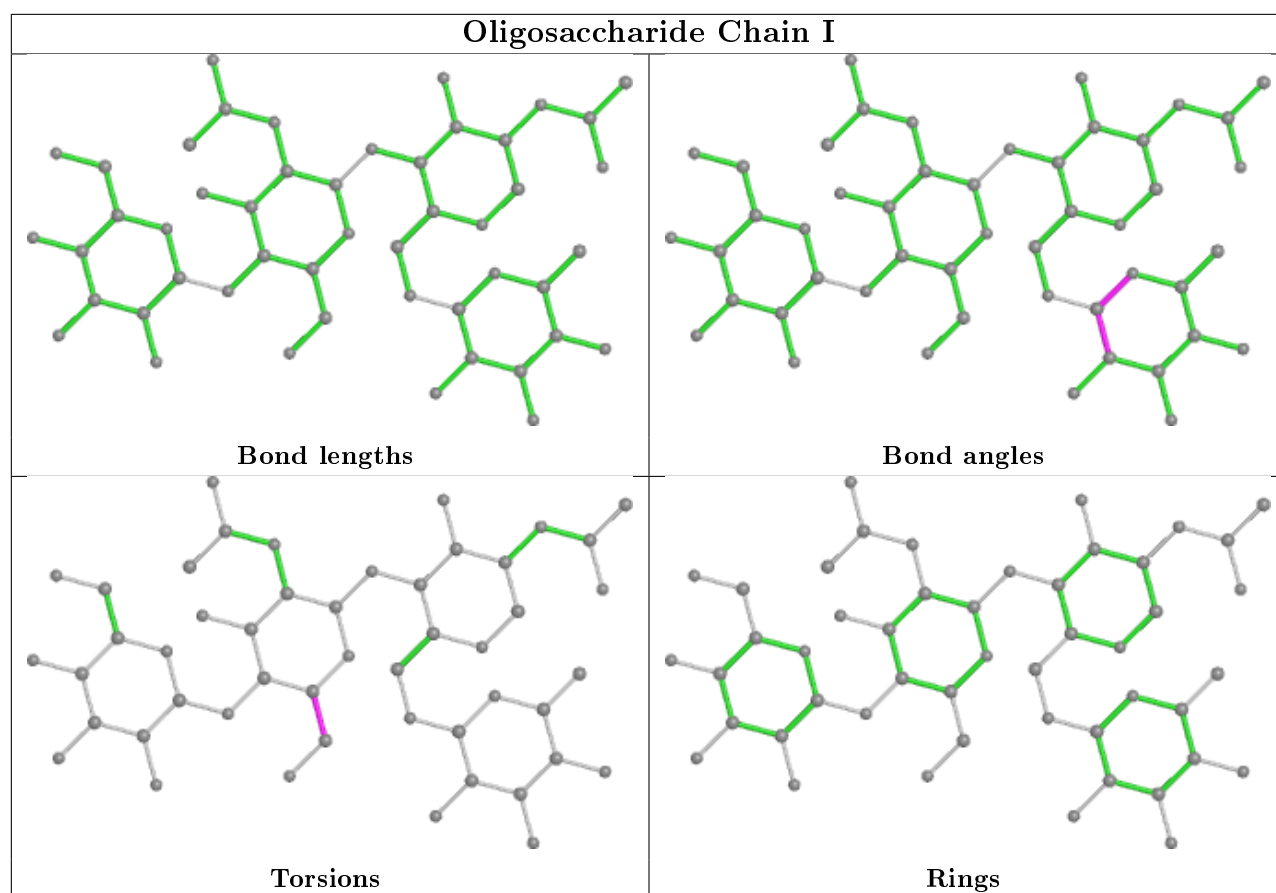 Oligosaccharide Chain I
Bond lengths
Bond angles
Torsions
Rings